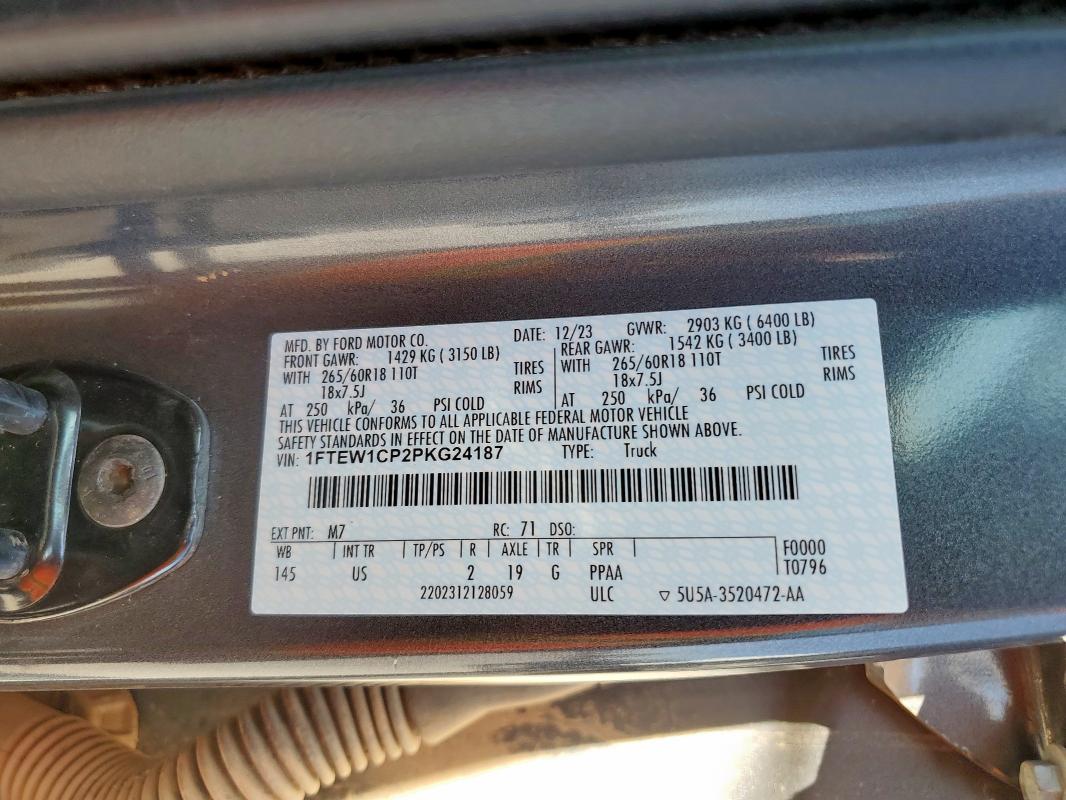 MFD. BY FORD MOTOR CO. DATE: 12/23 GVWR: 2903 KG ( 6400 LB)
FRONT GAWR: 1429 KG ( 3150 LB) REAR GAWR: 1542 KG ( 3400 LB)
WITH 265/60R18 110T TIRES WITH 265/60R18 110T TIRES
18x7.5J RIMS 18x7.5J RIMS
AT 250 kPa/ 36 PSI COLD AT 250 kPa/ 36 PSI COLD
THIS VEHICLE CONFORMS TO ALL APPLICABLE FEDERAL MOTOR VEHICLE
SAFETY STANDARDS IN EFFECT ON THE DATE OF MANUFACTURE SHOWN ABOVE.
VIN: 1FTEW1CP2PKG24187 TYPE: Truck
EXT PNT: M7 RC: 71 DSO:
WB INT TR TP/PS R AXLE TR SPR F0000
145 US 2 19 G PPAA T0796
2202312128059 ULC ▽ 5U5A-3520472-AA